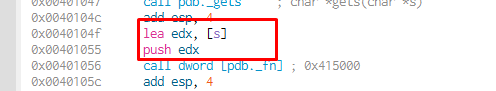 0x00401047 call pdb._gets ; char *gets(char *s)
0x0040104c add esp, 4
0x0040104f lea edx, [s]
0x00401055 push edx
0x00401056 call dword [pdb._fn] ; 0x415000
0x0040105c add esp, 4